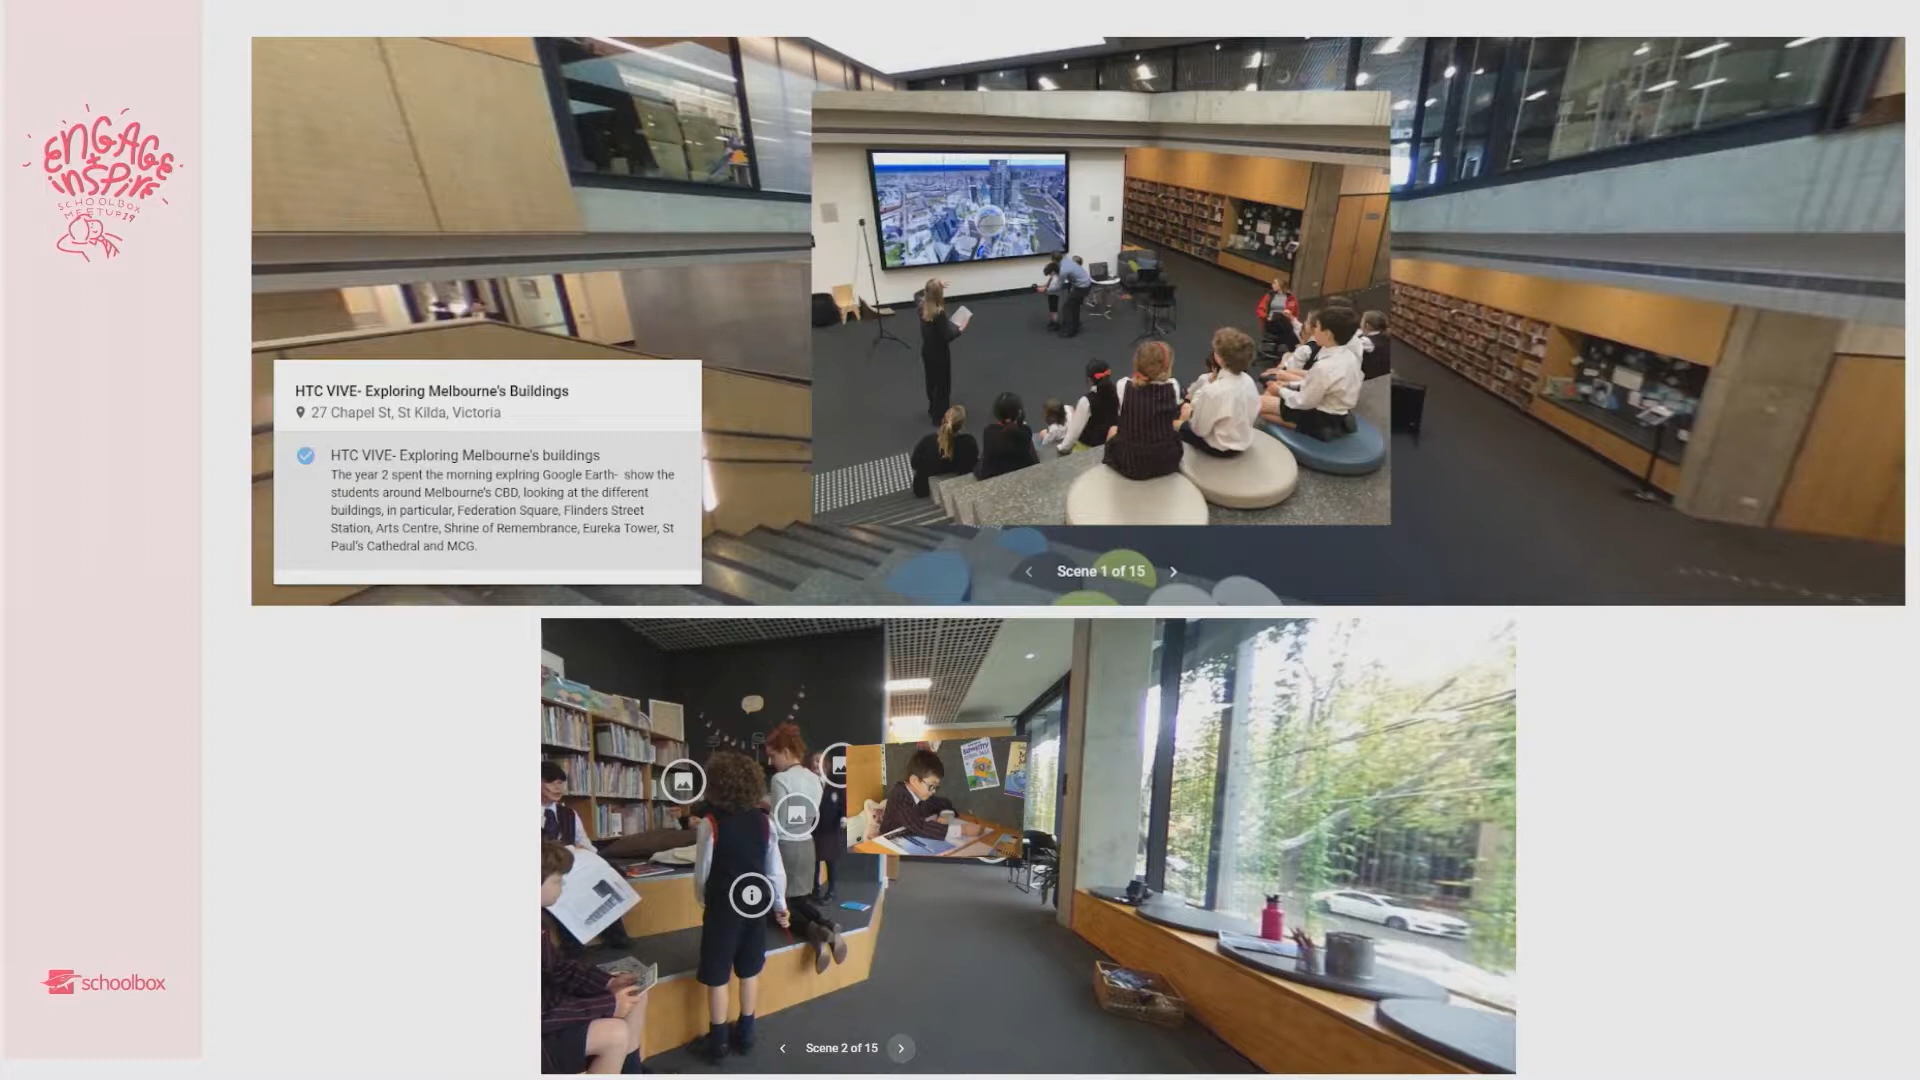 ENGAGE
+
INSPIRE
SCHOOLBOX
MEETUP19
HTC VIVE- Exploring Melbourne's Buildings
27 Chapel St, St Kilda, Victoria
HTC VIVE- Exploring Melbourne's buildings
The year 2 spent the morning explring Google Earth- show the
students around Melbourne's CBD, looking at the different
buildings, in particular, Federation Square, Flinders Street
Station, Arts Centre, Shrine of Remembrance, Eureka Tower, St
Paul's Cathedral and MCG.
Scene 1 of 15
Scene 2 of 15
schoolbox